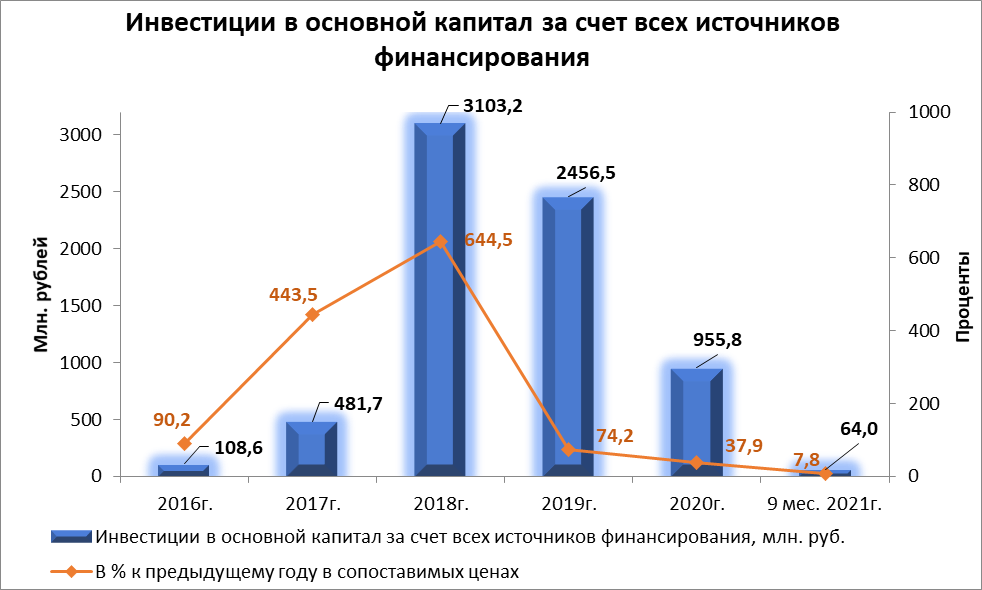 Инвестиции в основной капитал за счет всех источников
финансирования
Млн. рублей
3000
2500
2000
1500
1000
500
0
1000
800
600
400
200
0
Проценты
3103,2
2456,5
644,5
443,5
955,8
481,7
90,2
108,6
74,2
37,9
7,8
64,0
2016г.
2017г.
2018г.
2019г.
2020г.
9 мес. 2021г.
Инвестиции в основной капитал за счет всех источников финансирования, млн. руб.
В % к предыдущему году в сопоставимых ценах